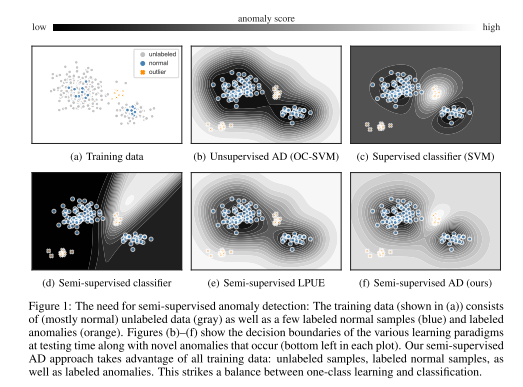 anomaly score
low high
unlabeled
normal
outlier
(a) Training data (b) Unsupervised AD (OC-SVM) (c) Supervised classifier (SVM)
(d) Semi-supervised classifier (e) Semi-supervised LPUE (f) Semi-supervised AD (ours)
Figure 1: The need for semi-supervised anomaly detection: The training data (shown in (a)) consists
of (mostly normal) unlabeled data (gray) as well as a few labeled normal samples (blue) and labeled
anomalies (orange). Figures (b)–(f) show the decision boundaries of the various learning paradigms
at testing time along with novel anomalies that occur (bottom left in each plot). Our semi-supervised
AD approach takes advantage of all training data: unlabeled samples, labeled normal samples, as
well as labeled anomalies. This strikes a balance between one-class learning and classification.